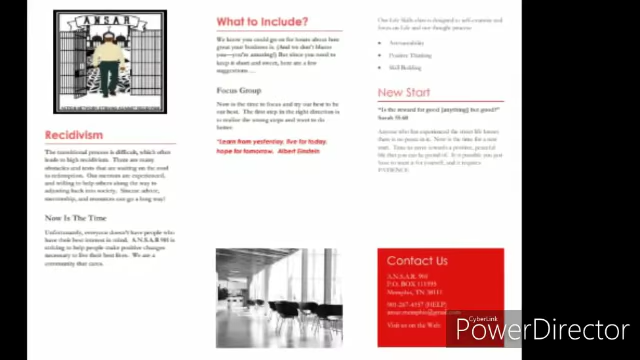 ANSAR
Recidivism
The transitional process is difficult, which often
leads to high recidivism. There are many
obstacles and tests that are waiting on the road
to redemption. Our mentors are experienced,
and willing to help others along the way to
adjusting back into society. Sincere advice,
mentorship, and resources can go a long way!
Now Is The Time
Unfortunately, everyone doesn't have people who
have their best interest in mind. A.N.S.A.R 901 is
striving to help people make positive changes
necessary to live their best lives. We are a
community that cares.
What to Include?
We know you could go on for hours about how
great your business is. (And we don't blame
you—you're amazing!) But since you need to
keep it short and sweet, here are a few
suggestions ...
Focus Group
Now is the time to focus and try our best to be
our best. The first step in the right direction is
to realize the wrong steps and want to do
better.
"Learn from yesterday, live for today,
hope for tomorrow. Albert Einstein
Our Life Skills class is designed to self-examine and
focus on Life and our thought process
• Accountability
• Positive Thinking
• Skill Building
New Start
"Is the reward for good [anything] but good?"
Surah 55:60
Anyone who has experienced the street life knows
there is no peace in it. Now is the time for a new
start. Time to strive towards a positive, peaceful
life that you can be proud of. It is possible you just
have to want it for yourself, and it requires
PATIENCE.
Contact Us
A.N.S.A.R. 901
P.O. BOX
Memphis, TN
(HELP)
Visit us on the Web:
CyberLink
PowerDirector